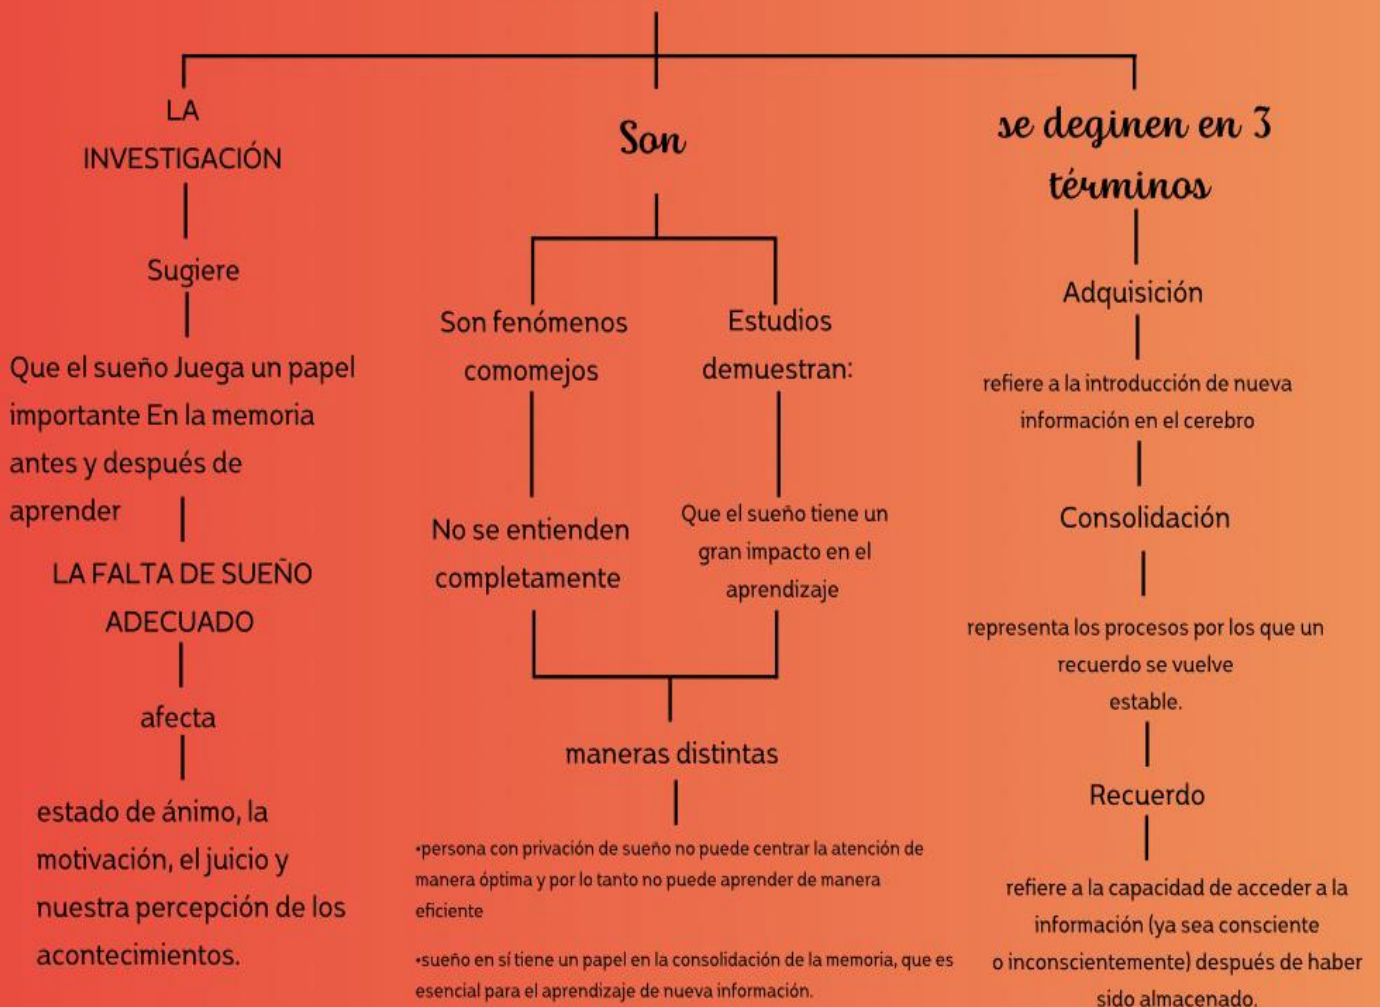 LA
INVESTIGACIÓN
Sugiere
Que el sueño Juega un papel
importante En la memoria
antes y después de
aprender
LA FALTA DE SUEÑO
ADECUADO
afecta
estado de ánimo, la
motivación, el juicio y
nuestra percepción de los
acontecimientos.
Son
Son fenómenos
comomejos
No se entienden
completamente
Estudios
demuestran:
Que el sueño tiene un
gran impacto en el
aprendizaje
maneras distintas
•persona con privación de sueño no puede centrar la atención de
manera óptima y por lo tanto no puede aprender de manera
eficiente
•sueño en sí tiene un papel en la consolidación de la memoria, que es
esencial para el aprendizaje de nueva información.
se deginen en 3
términos
Adquisición
refiere a la introducción de nueva
información en el cerebro
Consolidación
representa los procesos por los que un
recuerdo se vuelve
estable.
Recuerdo
refiere a la capacidad de acceder a la
información (ya sea consciente
o inconscientemente) después de haber
sido almacenado.